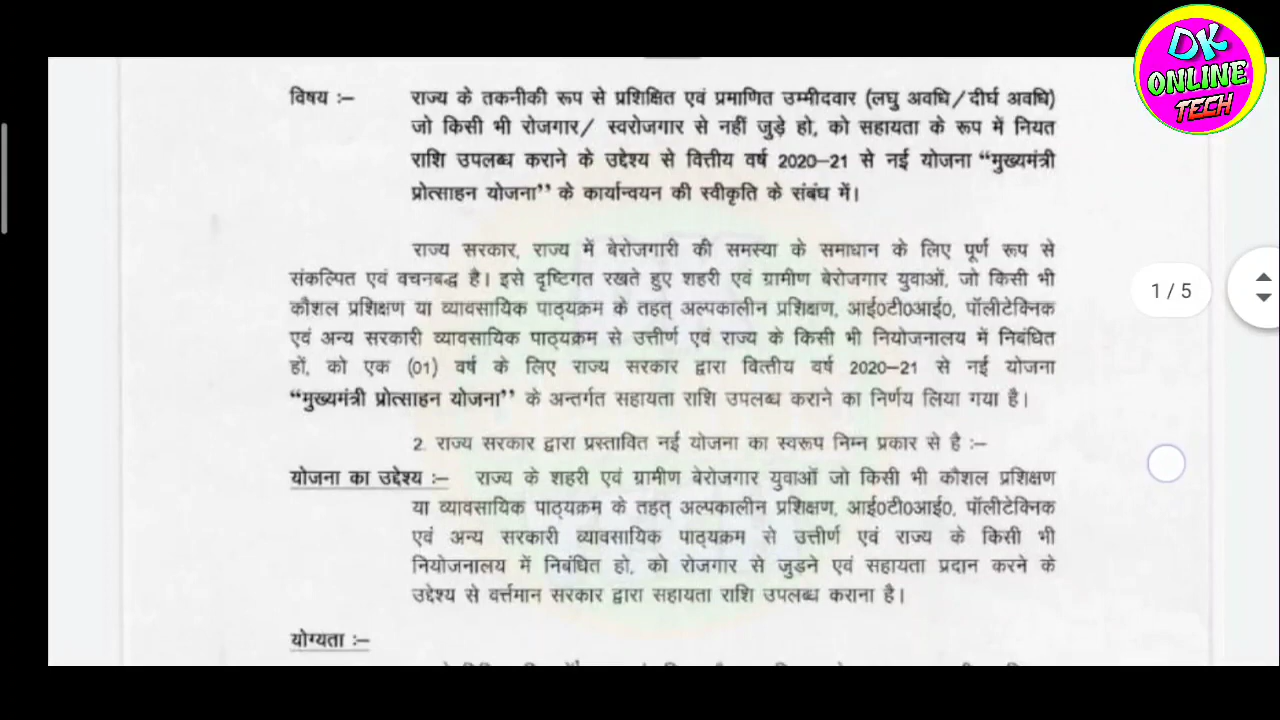 DK
ONLINE
TECH
विषय :– राज्य के तकनीकी रूप से प्रशिक्षित एवं प्रमाणित उम्मीदवार (लघु अवधि/दीर्घ अवधि)
जो किसी भी रोजगार/ स्वरोजगार से नहीं जुड़े हो, को सहायता के रूप में नियत
राशि उपलब्ध कराने के उद्देश्य से वित्तीय वर्ष 2020–21 से नई योजना “मुख्यमंत्री
प्रोत्साहन योजना” के कार्यान्वयन की स्वीकृति के संबंध में।
राज्य सरकार, राज्य में बेरोजगारी की समस्या के समाधान के लिए पूर्ण रूप से
संकल्पित एवं वचनबद्ध है। इसे दृष्टिगत रखते हुए शहरी एवं ग्रामीण बेरोजगार युवाओं, जो किसी भी
कौशल प्रशिक्षण या व्यावसायिक पाठ्यक्रम के तहत् अल्पकालीन प्रशिक्षण, आई0टी0आई0, पॉलीटेक्निक
एवं अन्य सरकारी व्यावसायिक पाठ्यक्रम से उत्तीर्ण एवं राज्य के किसी भी नियोजनालय में निबंधित
हों, को एक (01) वर्ष के लिए राज्य सरकार द्वारा वित्तीय वर्ष 2020–21 से नई योजना
“मुख्यमंत्री प्रोत्साहन योजना” के अन्तर्गत सहायता राशि उपलब्ध कराने का निर्णय लिया गया है।
1 / 5
2. राज्य सरकार द्वारा प्रस्तावित नई योजना का स्वरूप निम्न प्रकार से है :–
योजना का उद्देश्य :– राज्य के शहरी एवं ग्रामीण बेरोजगार युवाओं जो किसी भी कौशल प्रशिक्षण
या व्यावसायिक पाठ्यक्रम के तहत् अल्पकालीन प्रशिक्षण, आई0टी0आई0, पॉलीटेक्निक
एवं अन्य सरकारी व्यावसायिक पाठ्यक्रम से उत्तीर्ण एवं राज्य के किसी भी
नियोजनालय में निबंधित हो, को रोजगार से जुड़ने एवं सहायता प्रदान करने के
उद्देश्य से वर्त्तमान सरकार द्वारा सहायता राशि उपलब्ध कराना है।
योग्यता :–